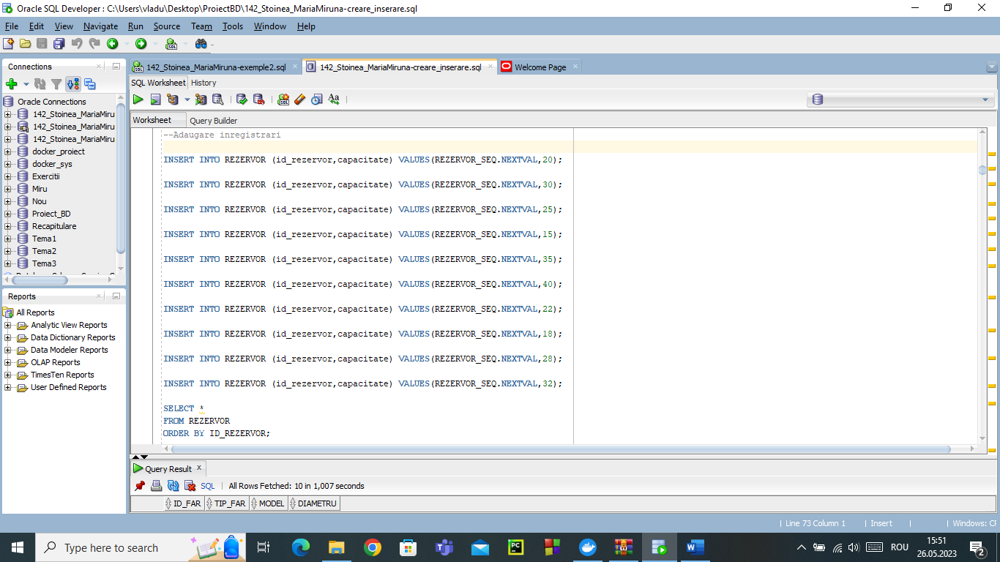 Oracle SQL Developer : C:\Users\vladu\Desktop\ProiectBD\142_Stoinea_MariaMiruna-creare_inserare.sql
File Edit View Navigate Run Source Team Tools Window Help
Connections
Oracle Connections
142_Stoinea_MariaMiru
142_Stoinea_MariaMiru
142_Stoinea_MariaMiru
docker_proiect
docker_sys
Exercitii
Miru
Nou
Proiect_BD
Recapitulare
Tema1
Tema2
Tema3
Reports
All Reports
Analytic View Reports
Data Dictionary Reports
Data Modeler Reports
OLAP Reports
TimesTen Reports
User Defined Reports
142_Stoinea_MariaMiruna-exemple2.sql 142_Stoinea_MariaMiruna-creare_inserare.sql Welcome Page
SQL Worksheet History
Worksheet Query Builder
--Adaugare inregistrari
INSERT INTO REZERVOR (id_rezervor,capacitate) VALUES(REZERVOR_SEQ.NEXTVAL,20);
INSERT INTO REZERVOR (id_rezervor,capacitate) VALUES(REZERVOR_SEQ.NEXTVAL,30);
INSERT INTO REZERVOR (id_rezervor,capacitate) VALUES(REZERVOR_SEQ.NEXTVAL,25);
INSERT INTO REZERVOR (id_rezervor,capacitate) VALUES(REZERVOR_SEQ.NEXTVAL,15);
INSERT INTO REZERVOR (id_rezervor,capacitate) VALUES(REZERVOR_SEQ.NEXTVAL,35);
INSERT INTO REZERVOR (id_rezervor,capacitate) VALUES(REZERVOR_SEQ.NEXTVAL,40);
INSERT INTO REZERVOR (id_rezervor,capacitate) VALUES(REZERVOR_SEQ.NEXTVAL,22);
INSERT INTO REZERVOR (id_rezervor,capacitate) VALUES(REZERVOR_SEQ.NEXTVAL,18);
INSERT INTO REZERVOR (id_rezervor,capacitate) VALUES(REZERVOR_SEQ.NEXTVAL,28);
INSERT INTO REZERVOR (id_rezervor,capacitate) VALUES(REZERVOR_SEQ.NEXTVAL,32);
SELECT *
FROM REZERVOR
ORDER BY ID_REZERVOR;
Query Result
SQL | All Rows Fetched: 10 in 1,007 seconds
ID_FAR TIP_FAR MODEL DIAMETRU
| Line 73 Column 1 | Insert | | Windows: CF
Type here to search
ROU
15:51
26.05.2023
2